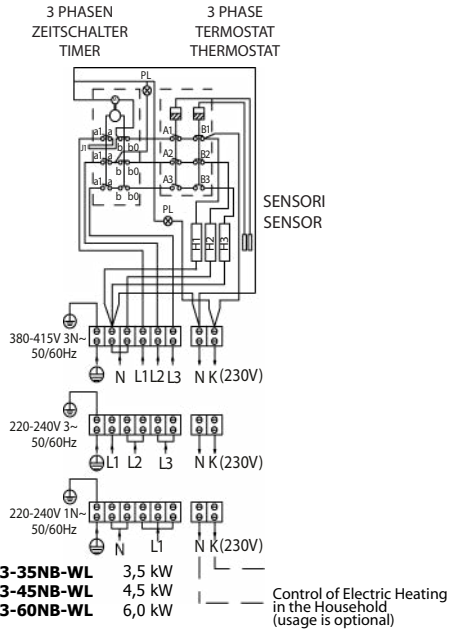 3 PHASEN
ZEITSCHALTER
TIMER
3 PHASE
TERMOSTAT
THERMOSTAT
PL
a1 a
b b0
J1
A1
B1
a1 a
b b0
A2
B2
a1 a
b b0
A3
B3
PL
SENSORI
SENSOR
H1
H2
H3
380-415V 3N~
50/60Hz
N L1 L2 L3 N K (230V)
220-240V 3~
50/60Hz
L1 L2 L3 N K (230V)
220-240V 1N~
50/60Hz
N L1 N K (230V)
3-35NB-WL 3,5 kW
3-45NB-WL 4,5 kW
3-60NB-WL 6,0 kW
Control of Electric Heating
in the Household
(usage is optional)